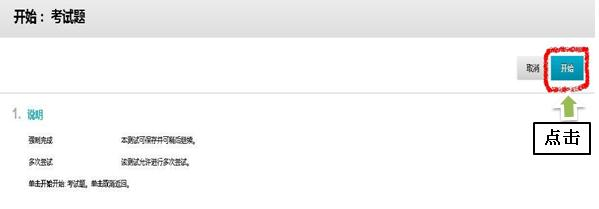 开始： 考试题
取消 开始
点击
1. 说明
强制完成 本测试可保存并可稍后继续。
多次尝试 该测试允许进行多次尝试。
单击开始开始: 考试题。单击取消返回。